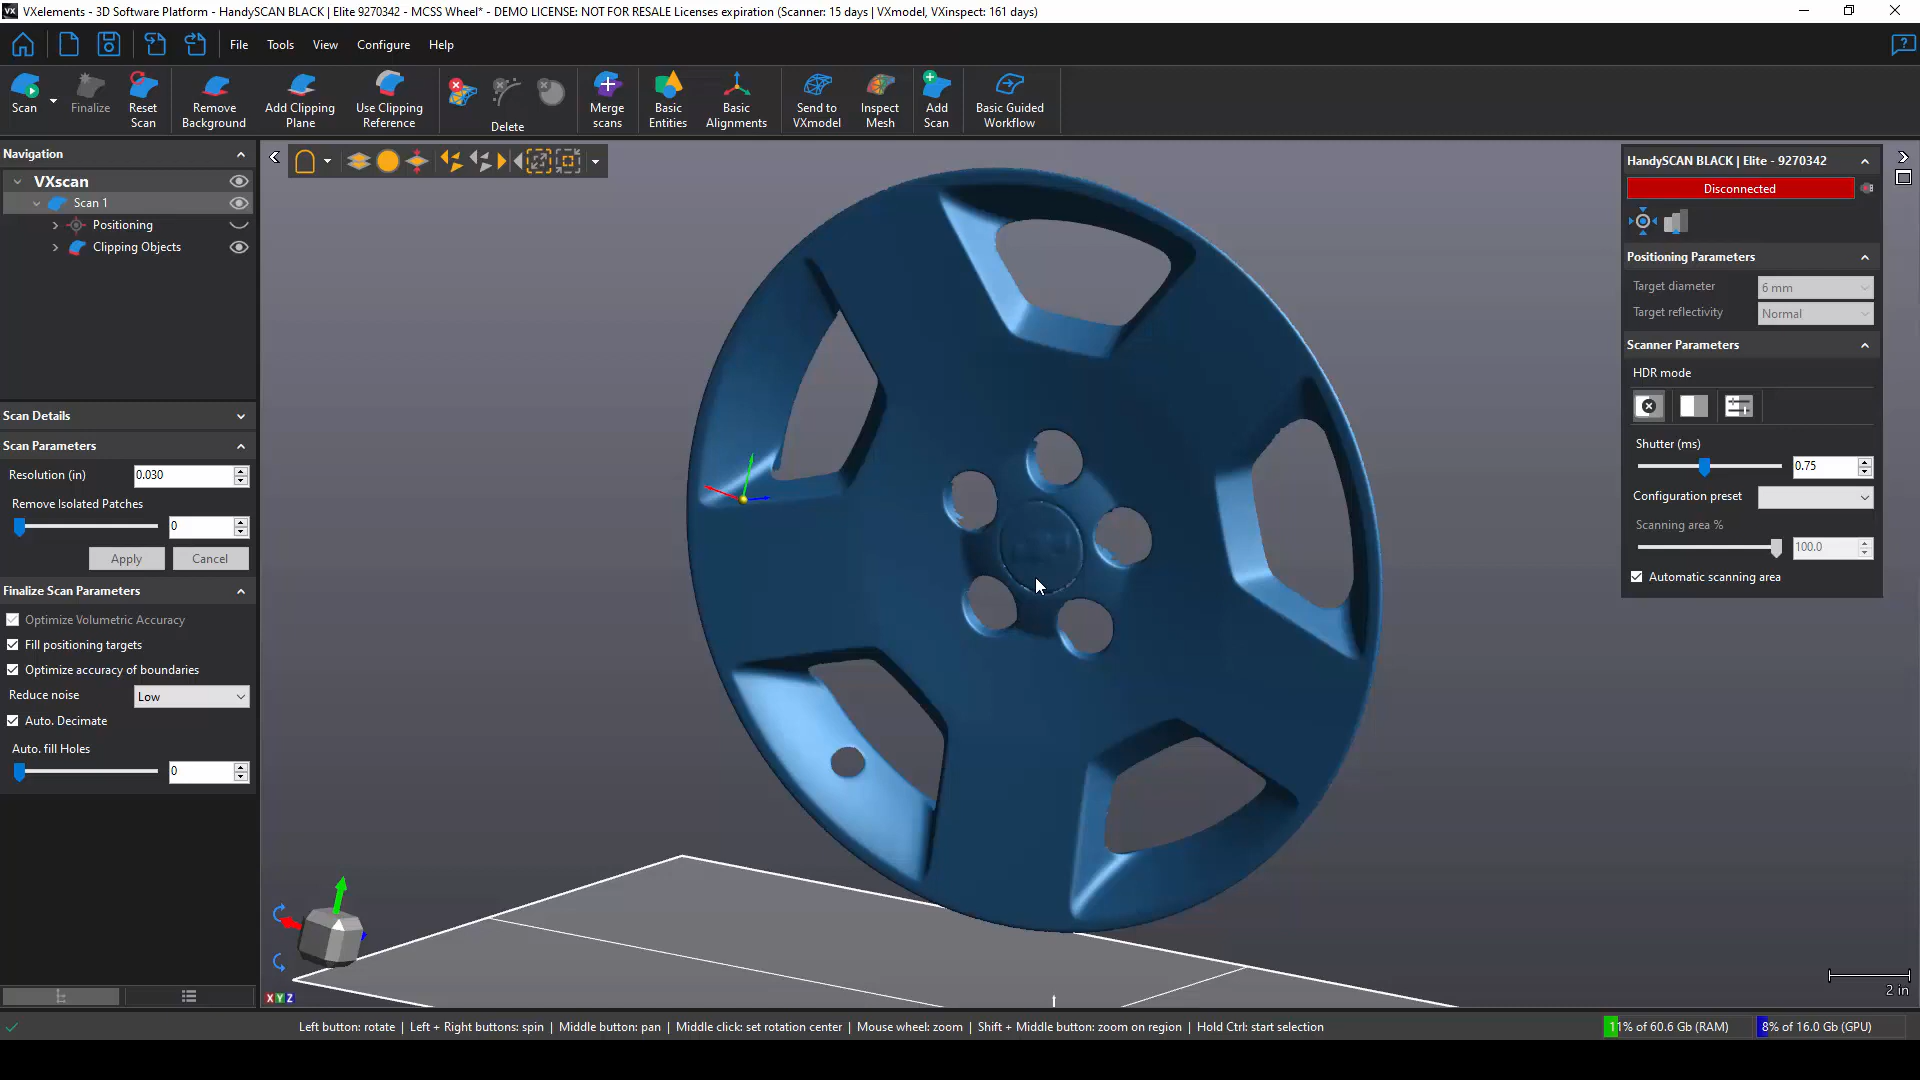 VXelements - 3D Software Platform - HandySCAN BLACK | Elite 9270342 - MCSS Wheel* - DEMO LICENSE: NOT FOR RESALE Licenses expiration (Scanner: 15 days | VXmodel, VXinspect: 161 days)
File Tools View Configure Help
Scan
Finalize
Reset
Scan
Remove
Background
Add Clipping
Plane
Use Clipping
Reference
Delete
Merge
scans
Basic
Entities
Basic
Alignments
Send to
VXmodel
Inspect
Mesh
Add
Scan
Basic Guided
Workflow
Navigation
VXscan
Scan 1
Positioning
Clipping Objects
Scan Details
Scan Parameters
Resolution (in) 0.030
Remove Isolated Patches
0
Apply Cancel
Finalize Scan Parameters
Optimize Volumetric Accuracy
Fill positioning targets
Optimize accuracy of boundaries
Reduce noise Low
Auto. Decimate
Auto. fill Holes
0
HandySCAN BLACK | Elite - 9270342
Disconnected
Positioning Parameters
Target diameter 6 mm
Target reflectivity Normal
Scanner Parameters
HDR mode
Shutter (ms)
0.75
Configuration preset
Scanning area %
100.0
Automatic scanning area
X Y Z
2 in
Left button: rotate | Left + Right buttons: spin | Middle button: pan | Middle click: set rotation center | Mouse wheel: zoom | Shift + Middle button: zoom on region | Hold Ctrl: start selection
11% of 60.6 Gb (RAM)
8% of 16.0 Gb (GPU)